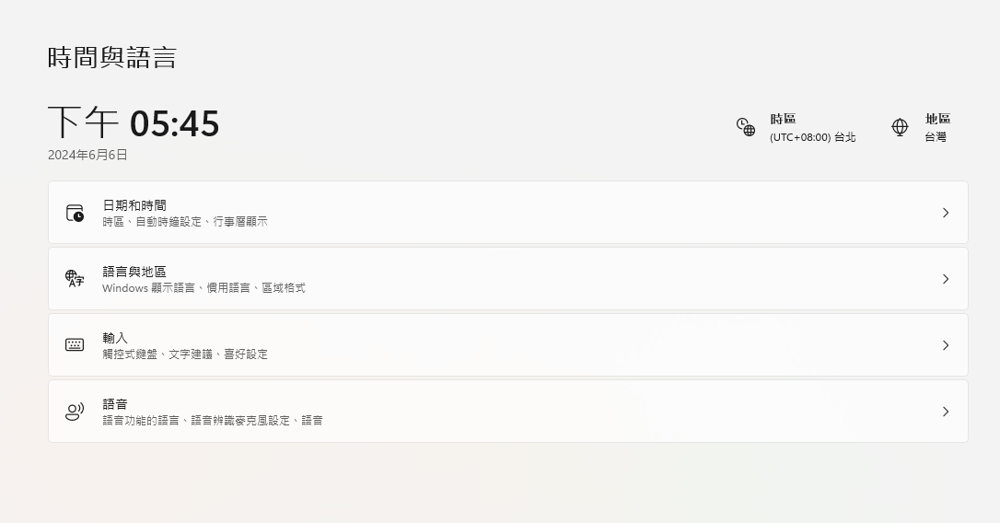 時間與語言
下午 05:45
2024年6月6日
時區
(UTC+08:00) 台北
地區
台灣
日期和時間
時區、自動時鐘設定、行事曆顯示
語言與地區
Windows 顯示語言、慣用語言、區域格式
輸入
觸控式鍵盤、文字建議、喜好設定
語音
語音功能的語言、語音辨識麥克風設定、語音